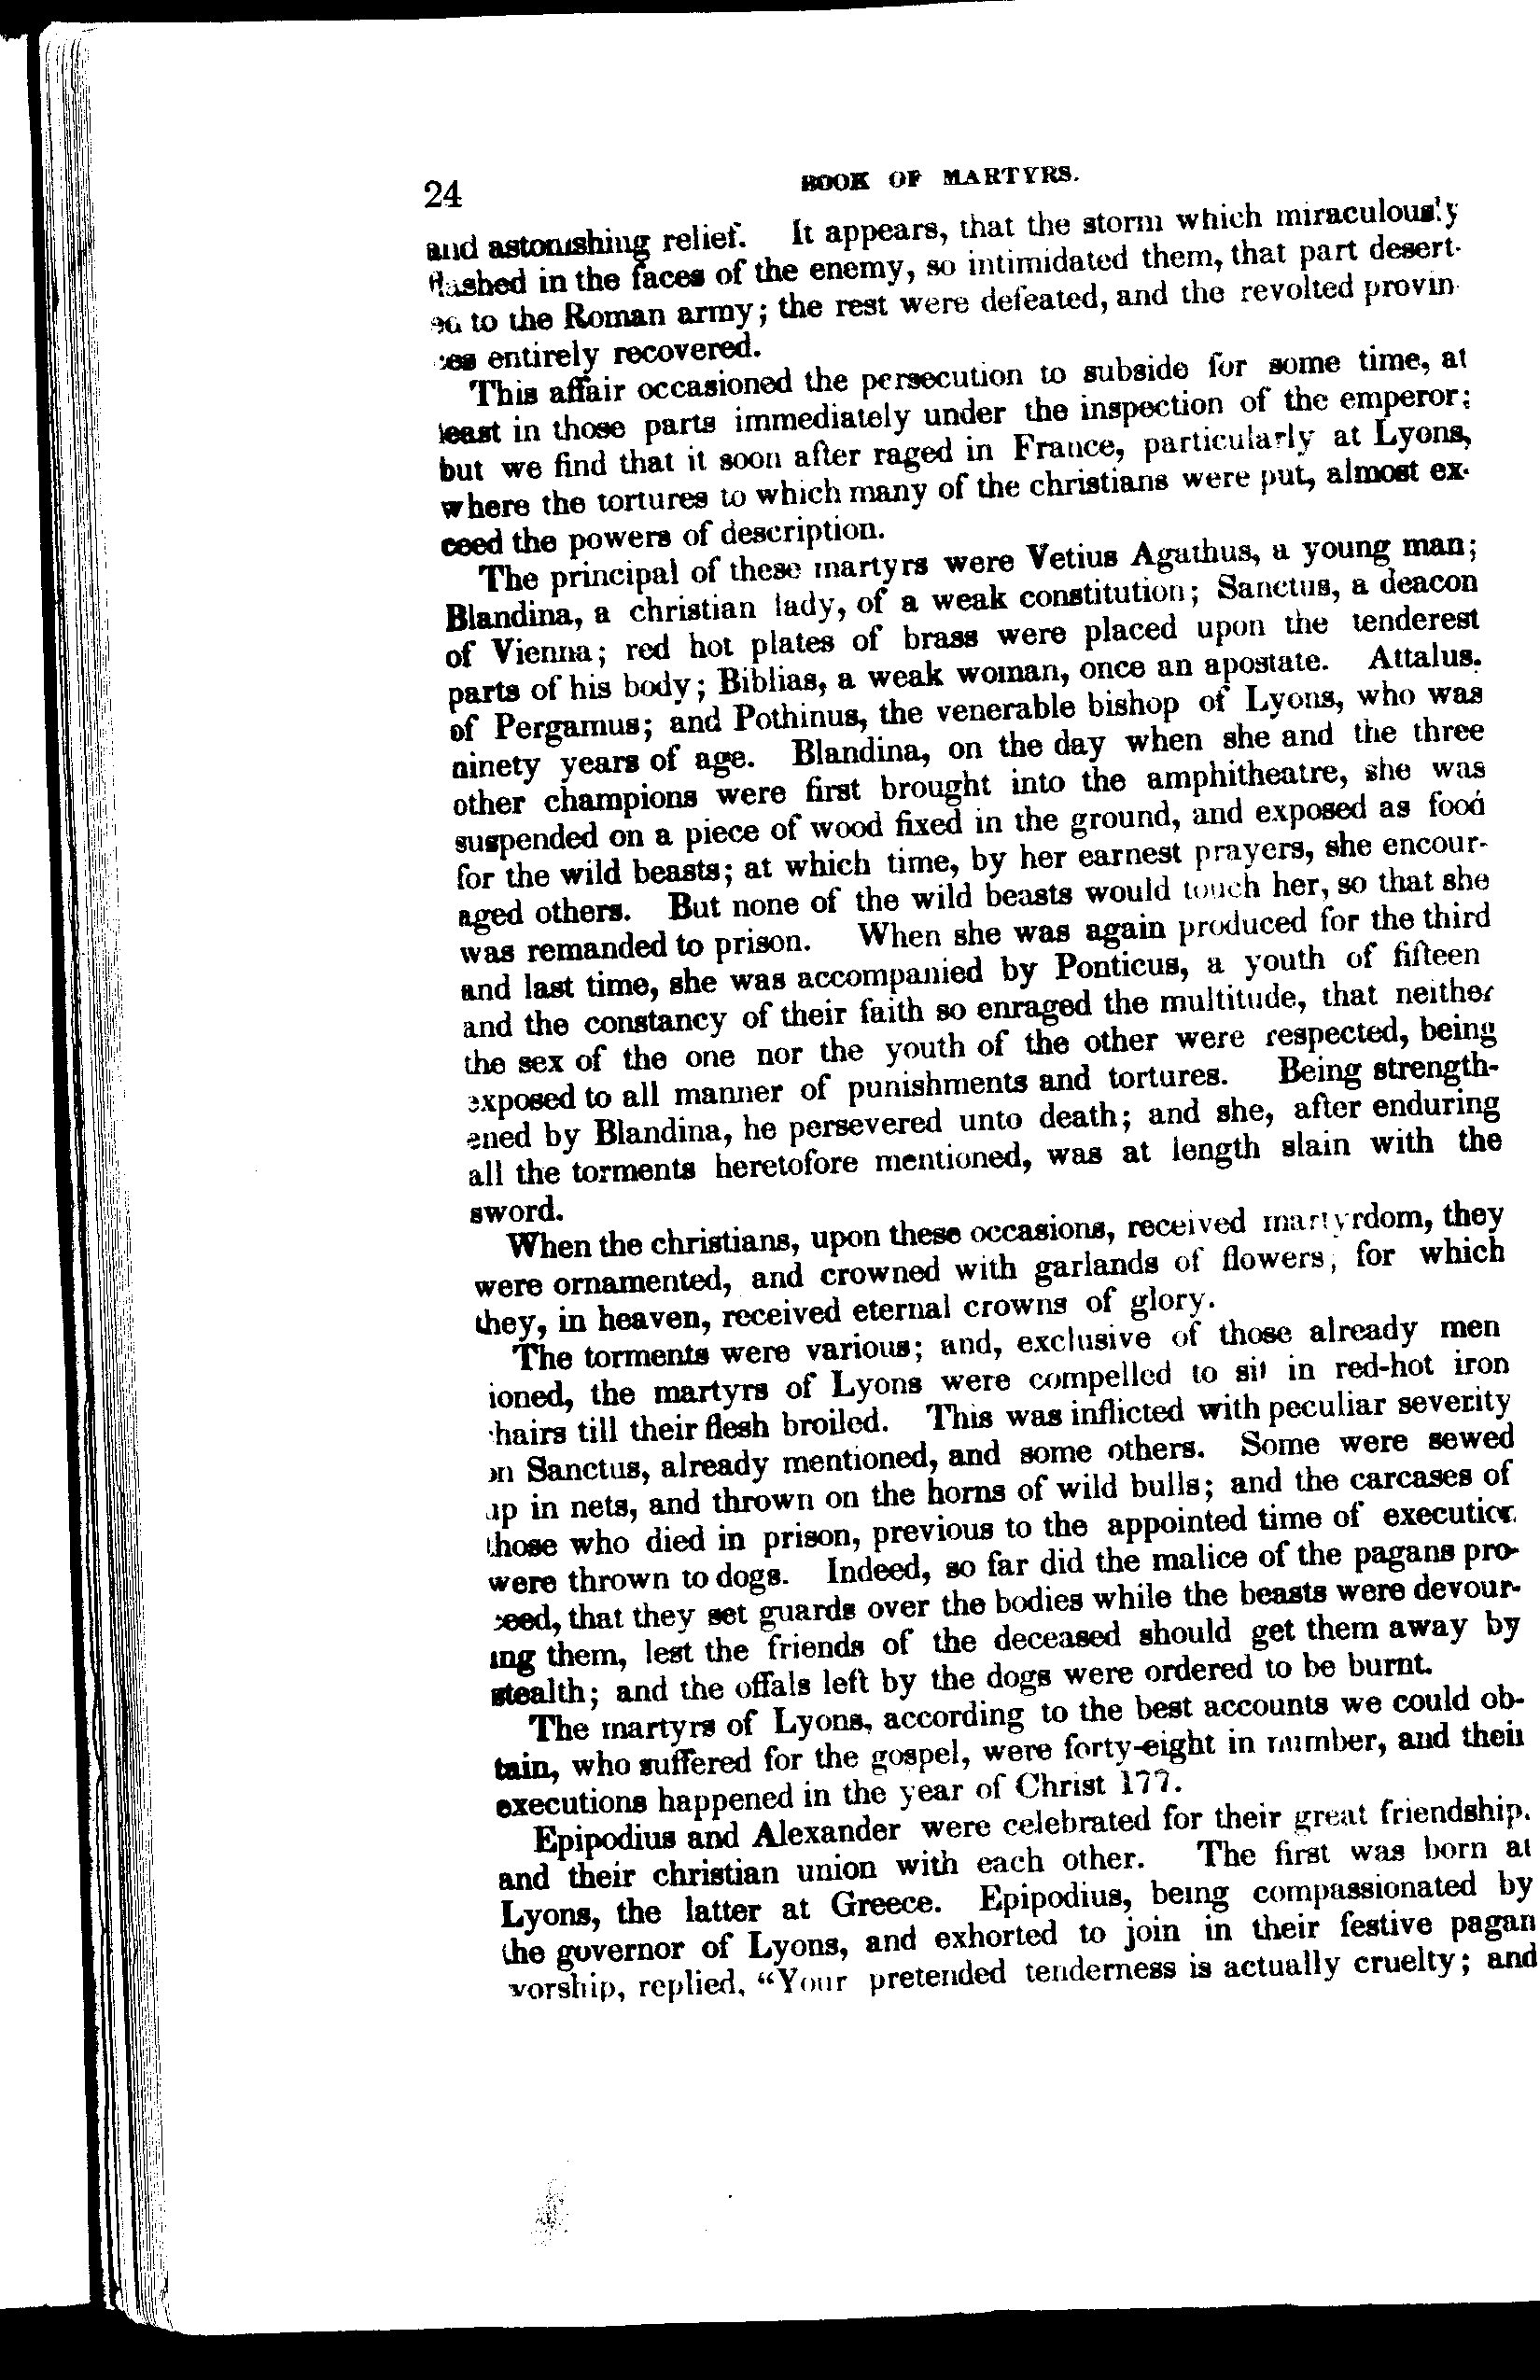 24
BOOK OF MARTYRS.
and astonishing relief. It appears, that the storm which miraculously
flashed in the faces of the enemy, so intimidated them, that part desert-
ed to the Roman army; the rest were defeated, and the revolted provin-
ces entirely recovered.
This affair occasioned the persecution to subside for some time, at
least in those parts immediately under the inspection of the emperor;
but we find that it soon after raged in France, particularly at Lyons,
where the tortures to which many of the christians were put, almost ex-
ceed the powers of description.
The principal of these martyrs were Vetius Agathus, a young man;
Blandina, a christian lady, of a weak constitution; Sanctus, a deacon
of Vienna; red hot plates of brass were placed upon the tenderest
parts of his body; Biblias, a weak woman, once an apostate. Attalus,
of Pergamus; and Pothinus, the venerable bishop of Lyons, who was
ninety years of age. Blandina, on the day when she and the three
other champions were first brought into the amphitheatre, she was
suspended on a piece of wood fixed in the ground, and exposed as food
for the wild beasts; at which time, by her earnest prayers, she encour-
aged others. But none of the wild beasts would touch her, so that she
was remanded to prison. When she was again produced for the third
and last time, she was accompanied by Ponticus, a youth of fifteen
and the constancy of their faith so enraged the multitude, that neither
the sex of the one nor the youth of the other were respected, being
exposed to all manner of punishments and tortures. Being strength-
ened by Blandina, he persevered unto death; and she, after enduring
all the torments heretofore mentioned, was at length slain with the
sword.
When the christians, upon these occasions, received martyrdom, they
were ornamented, and crowned with garlands of flowers; for which
they, in heaven, received eternal crowns of glory.
The torments were various; and, exclusive of those already men
ioned, the martyrs of Lyons were compelled to sit in red-hot iron
chairs till their flesh broiled. This was inflicted with peculiar severity
on Sanctus, already mentioned, and some others. Some were sewed
up in nets, and thrown on the horns of wild bulls; and the carcases of
those who died in prison, previous to the appointed time of execution
were thrown to dogs. Indeed, so far did the malice of the pagans pro-
ceed, that they set guards over the bodies while the beasts were devour-
ing them, lest the friends of the deceased should get them away by
stealth; and the offals left by the dogs were ordered to be burnt.
The martyrs of Lyons, according to the best accounts we could ob-
tain, who suffered for the gospel, were forty-eight in number, and their
executions happened in the year of Christ 177.
Epipodius and Alexander were celebrated for their great friendship,
and their christian union with each other. The first was born at
Lyons, the latter at Greece. Epipodius, being compassionated by
the governor of Lyons, and exhorted to join in their festive pagan
worship, replied, "Your pretended tenderness is actually cruelty; and